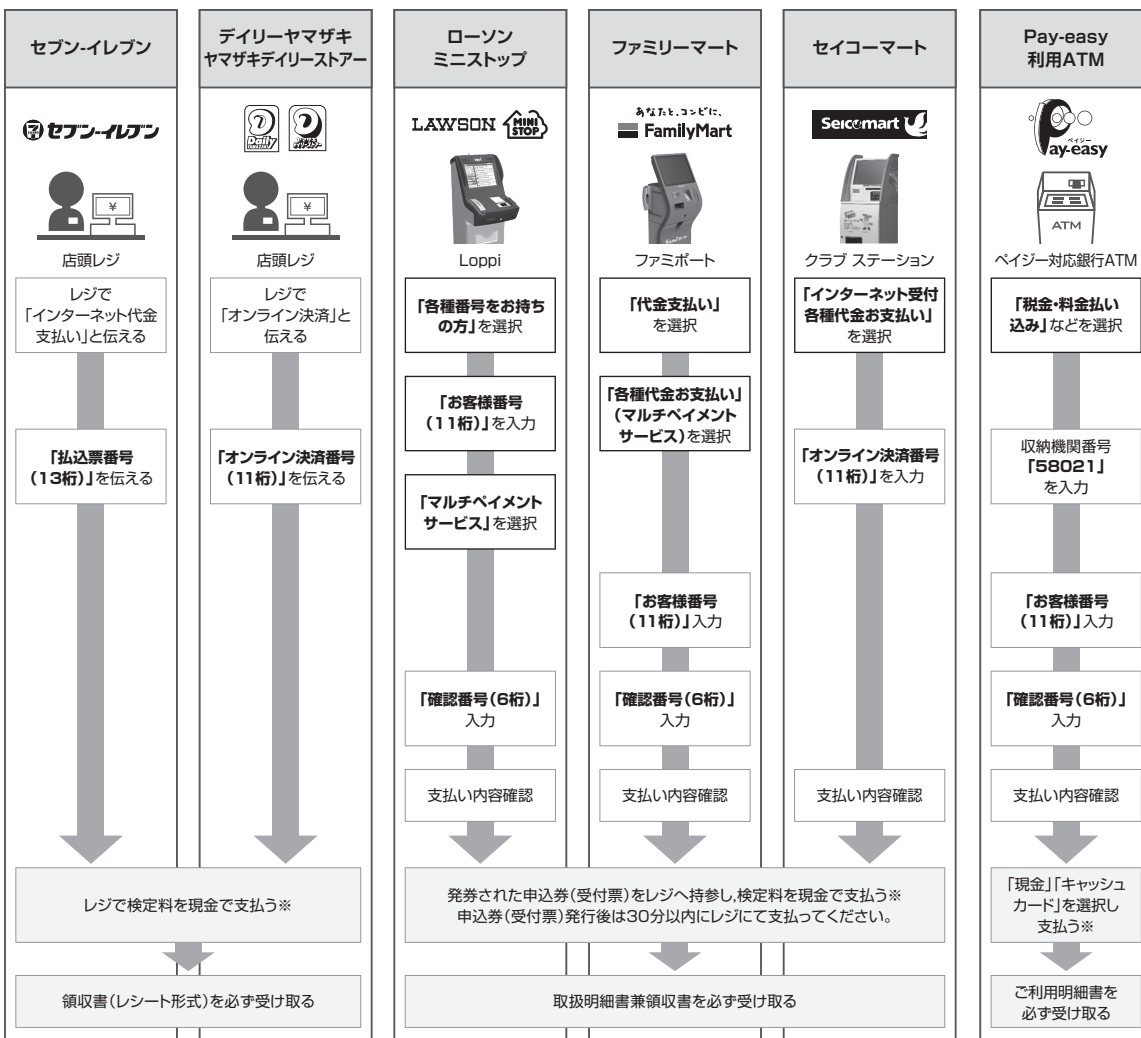 セブン-イレブン
セブン-イレブン
店頭レジ
レジで
「インターネット代金
支払い」と伝える
「払込票番号
(13桁)」を伝える
デイリーヤマザキ
ヤマザキデイリーストアー
Daily
店頭レジ
レジで
「オンライン決済」と
伝える
「オンライン決済番号
(11桁)」を伝える
レジで検定料を現金で支払う※
領収書(レシート形式)を必ず受け取る
ローソン
ミニストップ
LAWSON
MINI
STOP
Loppi
「各種番号をお持ち
の方」を選択
「お客様番号
(11桁)」を入力
「マルチペイメント
サービス」を選択
「確認番号(6桁)」
入力
支払い内容確認
ファミリーマート
あなたと、コンビに、
FamilyMart
ファミポート
「代金支払い」
を選択
「各種代金お支払い」
(マルチペイメント
サービス)を選択
「お客様番号
(11桁)」入力
「確認番号(6桁)」
入力
支払い内容確認
セイコーマート
Seicomart
クラブ ステーション
「インターネット受付
各種代金お支払い」
を選択
「オンライン決済番号
(11桁)」を入力
支払い内容確認
発券された申込券(受付票)をレジへ持参し,検定料を現金で支払う※
申込券(受付票)発行後は30分以内にレジにて支払ってください。
取扱明細書兼領収書を必ず受け取る
Pay-easy
利用ATM
ペイジー
Pay-easy
ATM
ペイジー対応銀行ATM
「税金・料金払い
込み」などを選択
収納機関番号
「58021」
を入力
「お客様番号
(11桁)」入力
「確認番号(6桁)」
入力
支払い内容確認
「現金」「キャッシュ
カード」を選択し
支払う※
ご利用明細書を
必ず受け取る